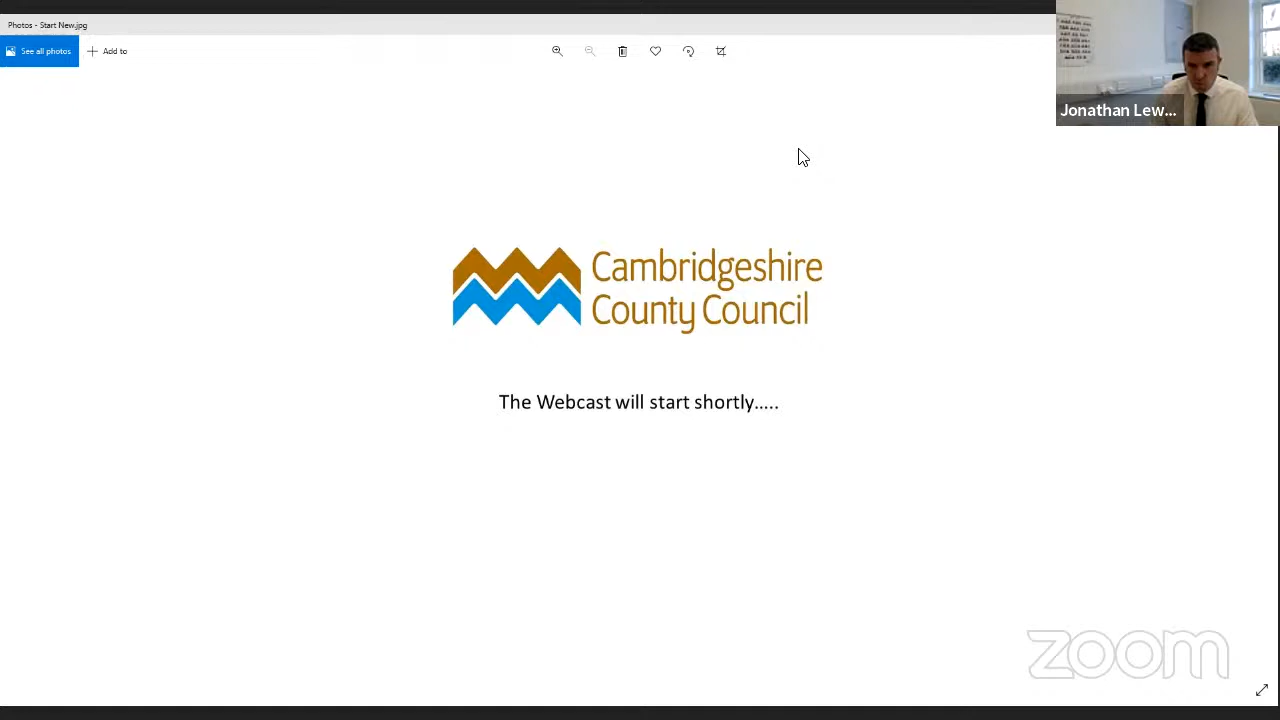 Photos - Start New.jpg
See all photos
Add to
Jonathan Lew...
Cambridgeshire
County Council
The Webcast will start shortly.....
zoom